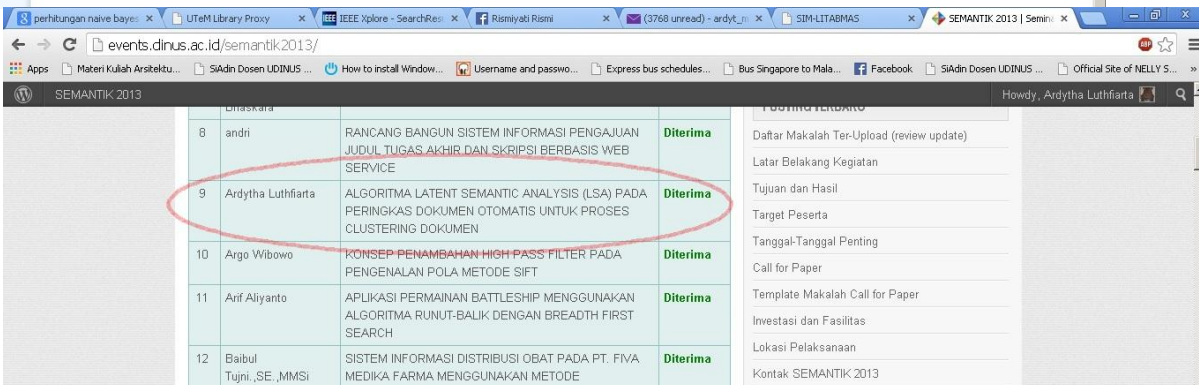 perhitungan naive bayes
UTeM Library Proxy
IEEE Xplore - SearchResu
Rismiyati Rismi
(3768 unread) - ardyt_m
SIM-LITABMAS
SEMANTIK 2013 | Semina
events.dinus.ac.id/semantik2013/
Apps
Materi Kuliah Arsitektu...
SiAdin Dosen UDINUS ...
How to install Window...
Username and passwo...
Express bus schedules...
Bus Singapore to Mala...
Facebook
SiAdin Dosen UDINUS ...
Official Site of NELLY S...
SEMANTIK 2013
Howdy, Ardytha Luthfiarta
Bhaskara
8 andri RANCANG BANGUN SISTEM INFORMASI PENGAJUAN Diterima
JUDUL TUGAS AKHIR DAN SKRIPSI BERBASIS WEB
SERVICE
9 Ardytha Luthfiarta ALGORITMA LATENT SEMANTIC ANALYSIS (LSA) PADA Diterima
PERINGKAS DOKUMEN OTOMATIS UNTUK PROSES
CLUSTERING DOKUMEN
10 Argo Wibowo KONSEP PENAMBAHAN HIGH PASS FILTER PADA Diterima
PENGENALAN POLA METODE SIFT
11 Arif Aliyanto APLIKASI PERMAINAN BATTLESHIP MENGGUNAKAN Diterima
ALGORITMA RUNUT-BALIK DENGAN BREADTH FIRST
SEARCH
12 Baibul SISTEM INFORMASI DISTRIBUSI OBAT PADA PT. FIVA Diterima
Tujni.,SE.,MMSi MEDIKA FARMA MENGGUNAKAN METODE
POSTING TERBARU
Daftar Makalah Ter-Upload (review update)
Latar Belakang Kegiatan
Tujuan dan Hasil
Target Peserta
Tanggal-Tanggal Penting
Call for Paper
Template Makalah Call for Paper
Investasi dan Fasilitas
Lokasi Pelaksanaan
Kontak SEMANTIK 2013